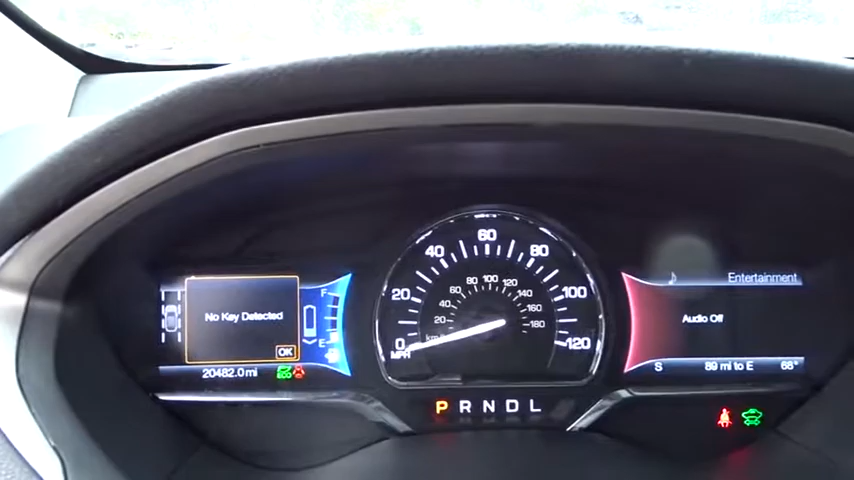 No Key Detected
OK
20482.0 mi
ECO
F
E
0 20 40 60 80 100 120
MPH
km/h
20 40 60 80 100 120 140 160 180
P R N D L
Entertainment
Audio Off
S 89 mi to E 68°